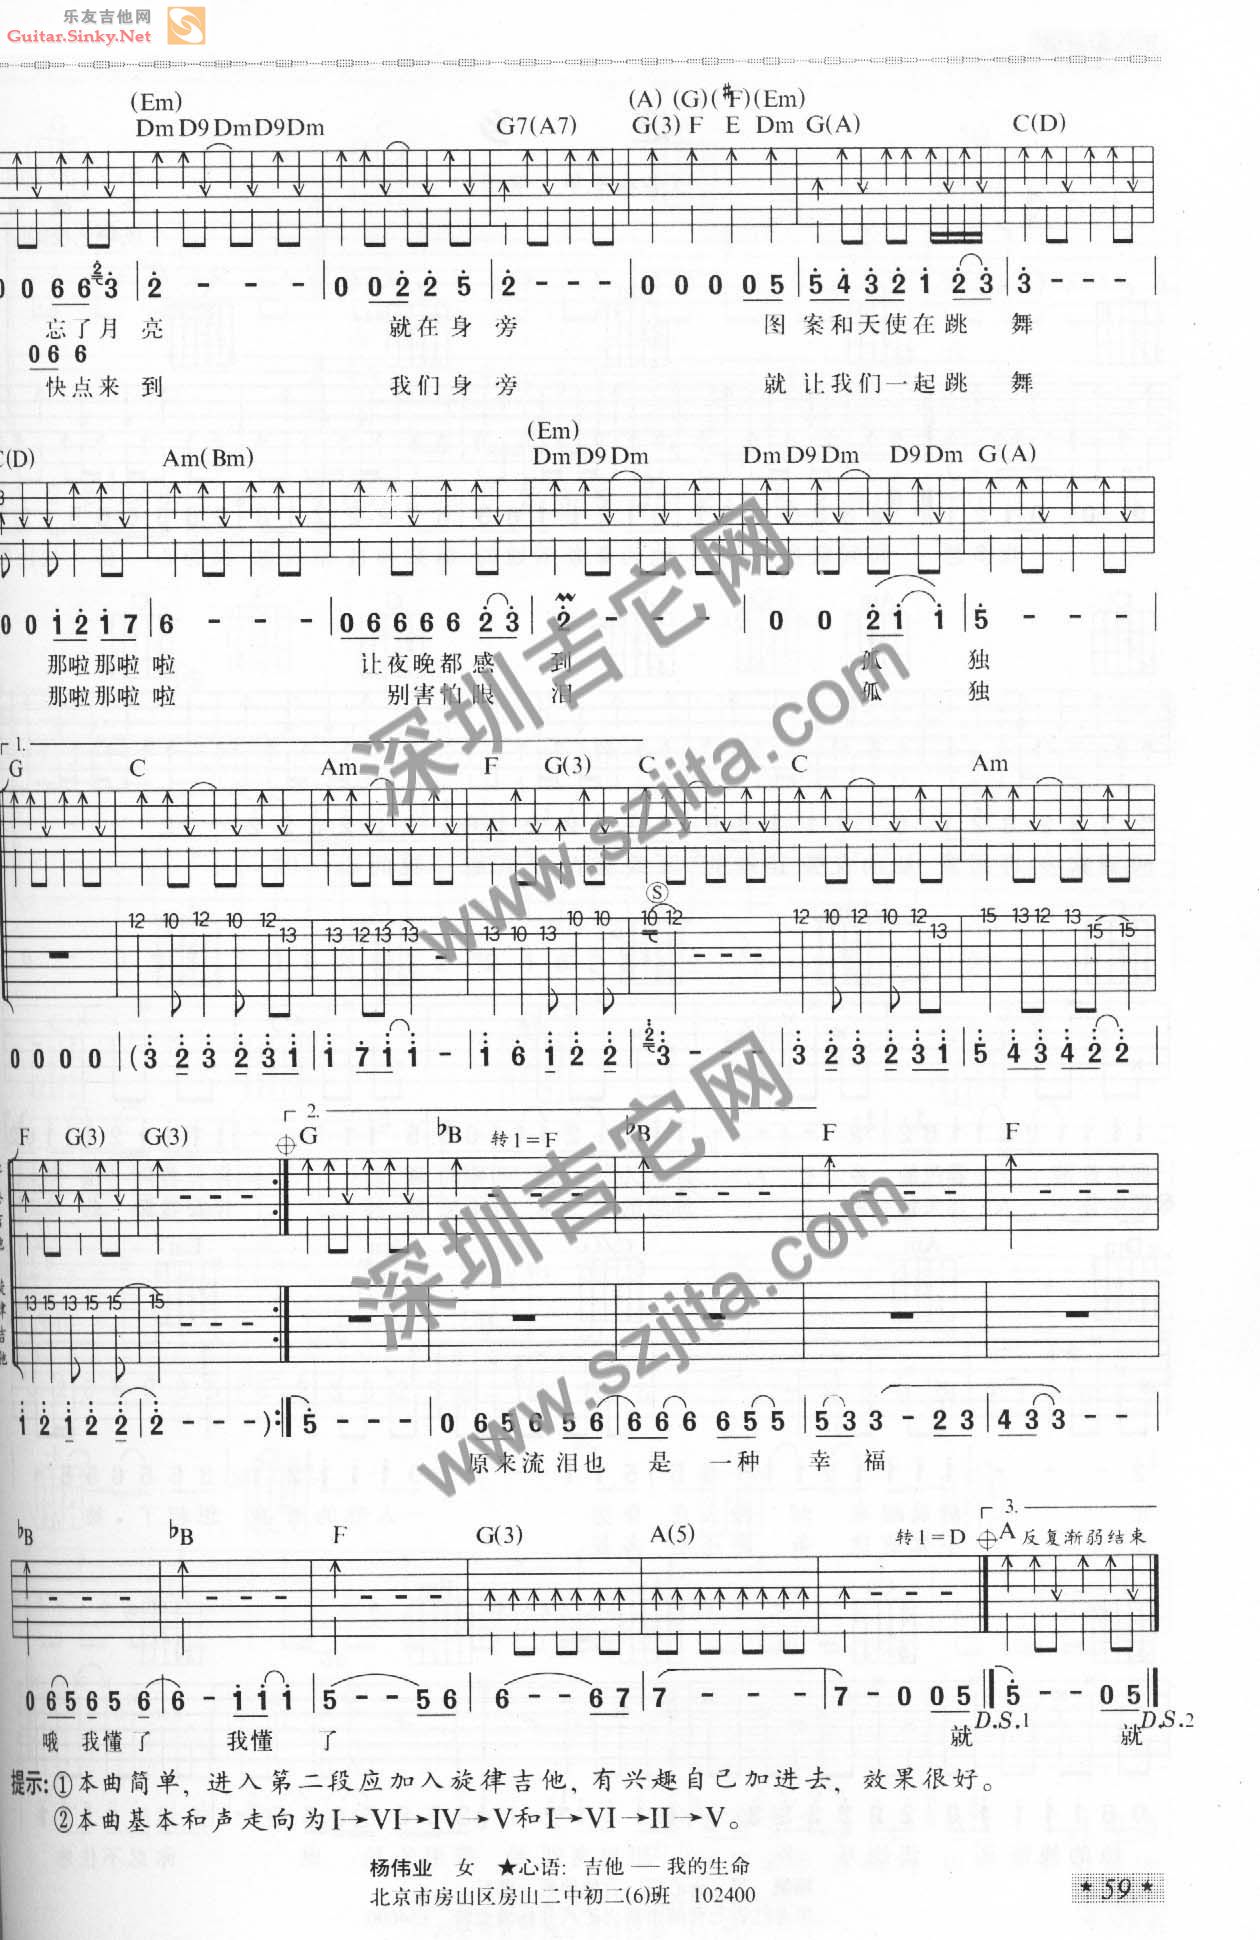 乐友吉他网
Guitar.Sinky.Net
(Em) (A) (G)(♯F)(Em)
Dm D9 Dm D9 Dm G7(A7) G(3) F E Dm G(A) C(D)
0 0 6 6 2 3 | 2 - - - | 0 0 2 2 5 | 2 - - - | 0 0 0 0 5 | 5 4 3 2 1 2 3 | 3 - - - |
忘了月 亮 就在身 旁 图 案和天使在跳 舞
0 6 6
快点来 到 我们身 旁 就 让我们一起跳 舞
(Em)
(D) Am(Bm) Dm D9 Dm Dm D9 Dm D9 Dm G(A)
0 0 1 2 1 7 | 6 - - - | 0 6 6 6 6 2 3 | 2 - - - | 0 0 2 1 1 | 5 - - - |
那啦那啦 啦 让夜晚都 感 到 孤 独
那啦那啦 啦 别害怕眼 泪 孤 独
1.
G C Am F G(3) C C Am
S
12 10 12 10 12 13 13 12 13 13 13 10 13 10 10 10 12 12 10 12 10 12 13 15 13 12 13 15 15
0 0 0 0 | (3 2 3 2 3 1 | 1 7 1 1 - | 1 6 1 2 2 | 2 3 - - - | 3 2 3 2 3 1 | 5 4 3 4 2 2 |
2.
F G(3) G(3) G ♭B 转1=F ♭B F F
13 15 13 15 15 15
1 2 1 2 2 | 2 - - - ) :‖ 5 - - - | 0 6 5 6 5 6 | 6 6 6 6 5 5 | 5 3 3 - 2 3 | 4 3 3 - - |
原来流 泪也 是 一 种 幸 福
3.
♭B ♭B F G(3) A(5) 转1=D A 反复渐弱结束
0 6 5 6 5 6 | 6 - 1 1 1 | 5 - - 5 6 | 6 - - 6 7 | 7 - - - | 7 - 0 0 5 ‖ 5 - - 0 5 ‖
哦 我懂了 我懂 了 就 D.S.1 就 D.S.2
提示:①本曲简单,进入第二段应加入旋律吉他,有兴趣自己加进去,效果很好。
②本曲基本和声走向为I→VI→IV→V和I→VI→II→V。
杨伟业 女 ★心语: 吉他—我的生命
北京市房山区房山二中初二(6)班 102400
★ 59 ★
深圳吉它网
www.szjita.com
深圳吉它网
www.szjita.com